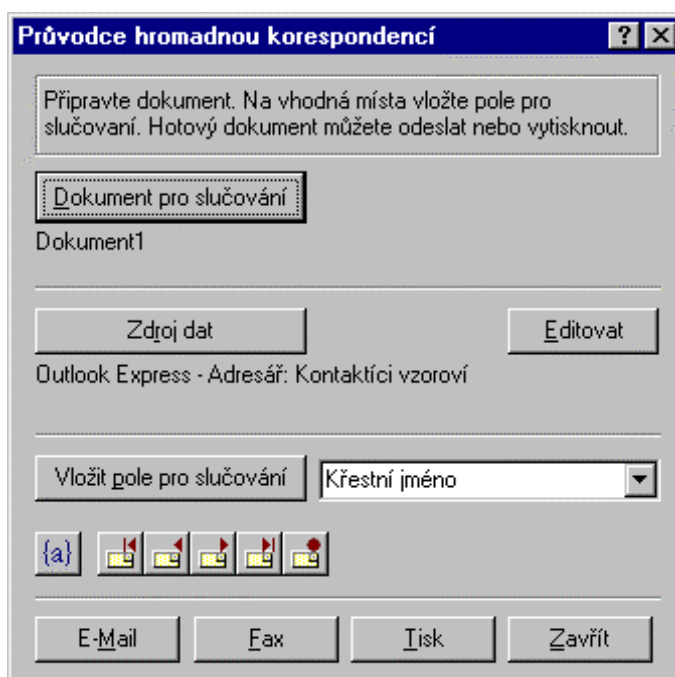 Průvodce hromadnou korespondencí
Připravte dokument. Na vhodná místa vložte pole pro
slučovaní. Hotový dokument můžete odeslat nebo vytisknout.
Dokument pro slučování
Dokument1
Zdroj dat
Editovat
Outlook Express - Adresář: Kontaktíci vzoroví
Vložit pole pro slučování
Křestní jméno
{a}
E-Mail
Fax
Tisk
Zavřít